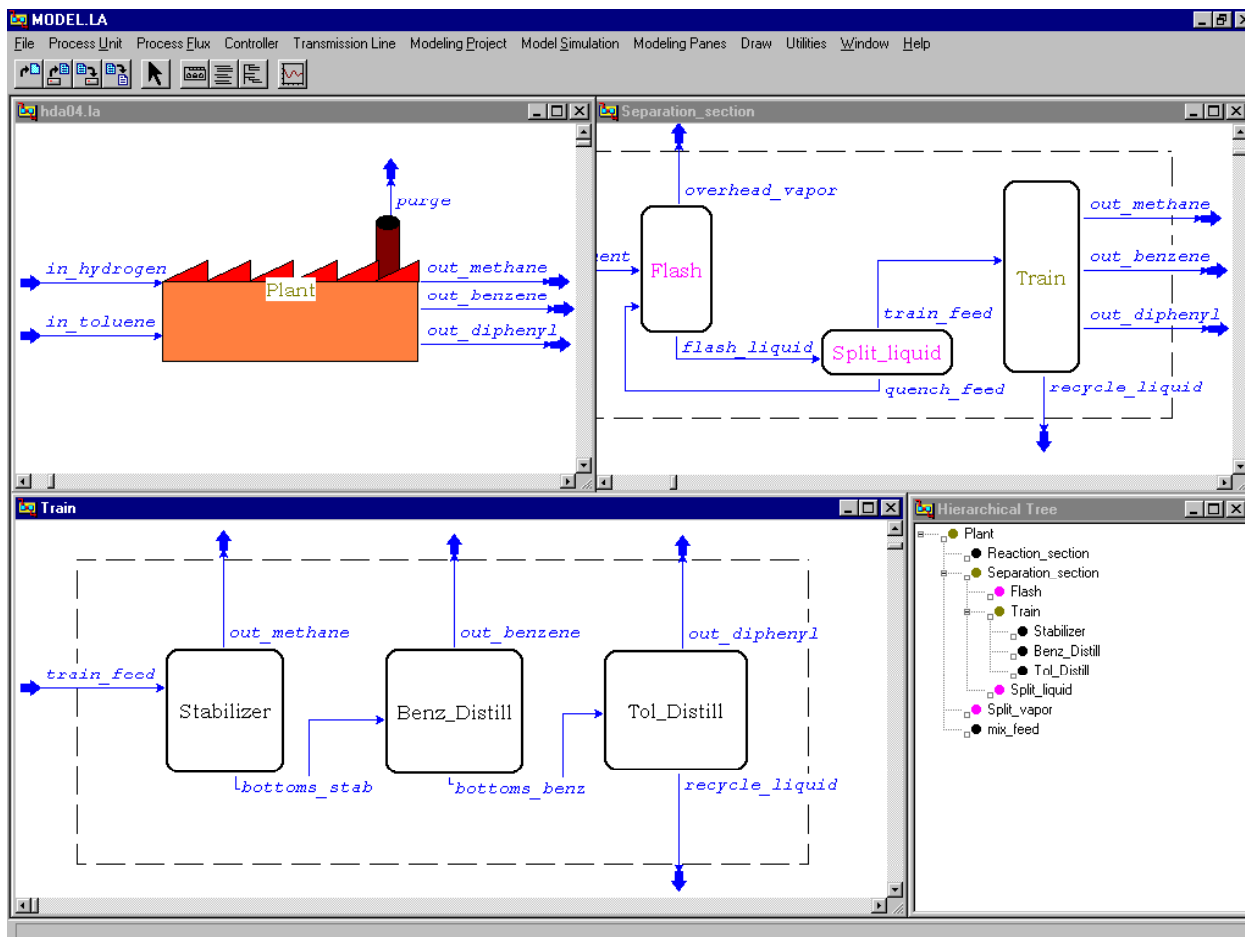 MODEL.LA
File Process Unit Process Flux Controller Transmission Line Modeling Project Model Simulation Modeling Panes Draw Utilities Window Help
hda04.la
purge
in_hydrogen
Plant
out_methane
out_benzene
in_toluene
out_diphenyl
Separation_section
overhead_vapor
out_methane
ent
Flash
out_benzene
Train
train_feed
out_diphenyl
flash_liquid
Split_liquid
quench_feed
recycle_liquid
Train
out_methane
out_benzene
out_diphenyl
train_feed
Stabilizer
Benz_Distill
Tol_Distill
bottoms_stab
bottoms_benz
recycle_liquid
Hierarchical Tree
Plant
Reaction_section
Separation_section
Flash
Train
Stabilizer
Benz_Distill
Tol_Distill
Split_liquid
Split_vapor
mix_feed